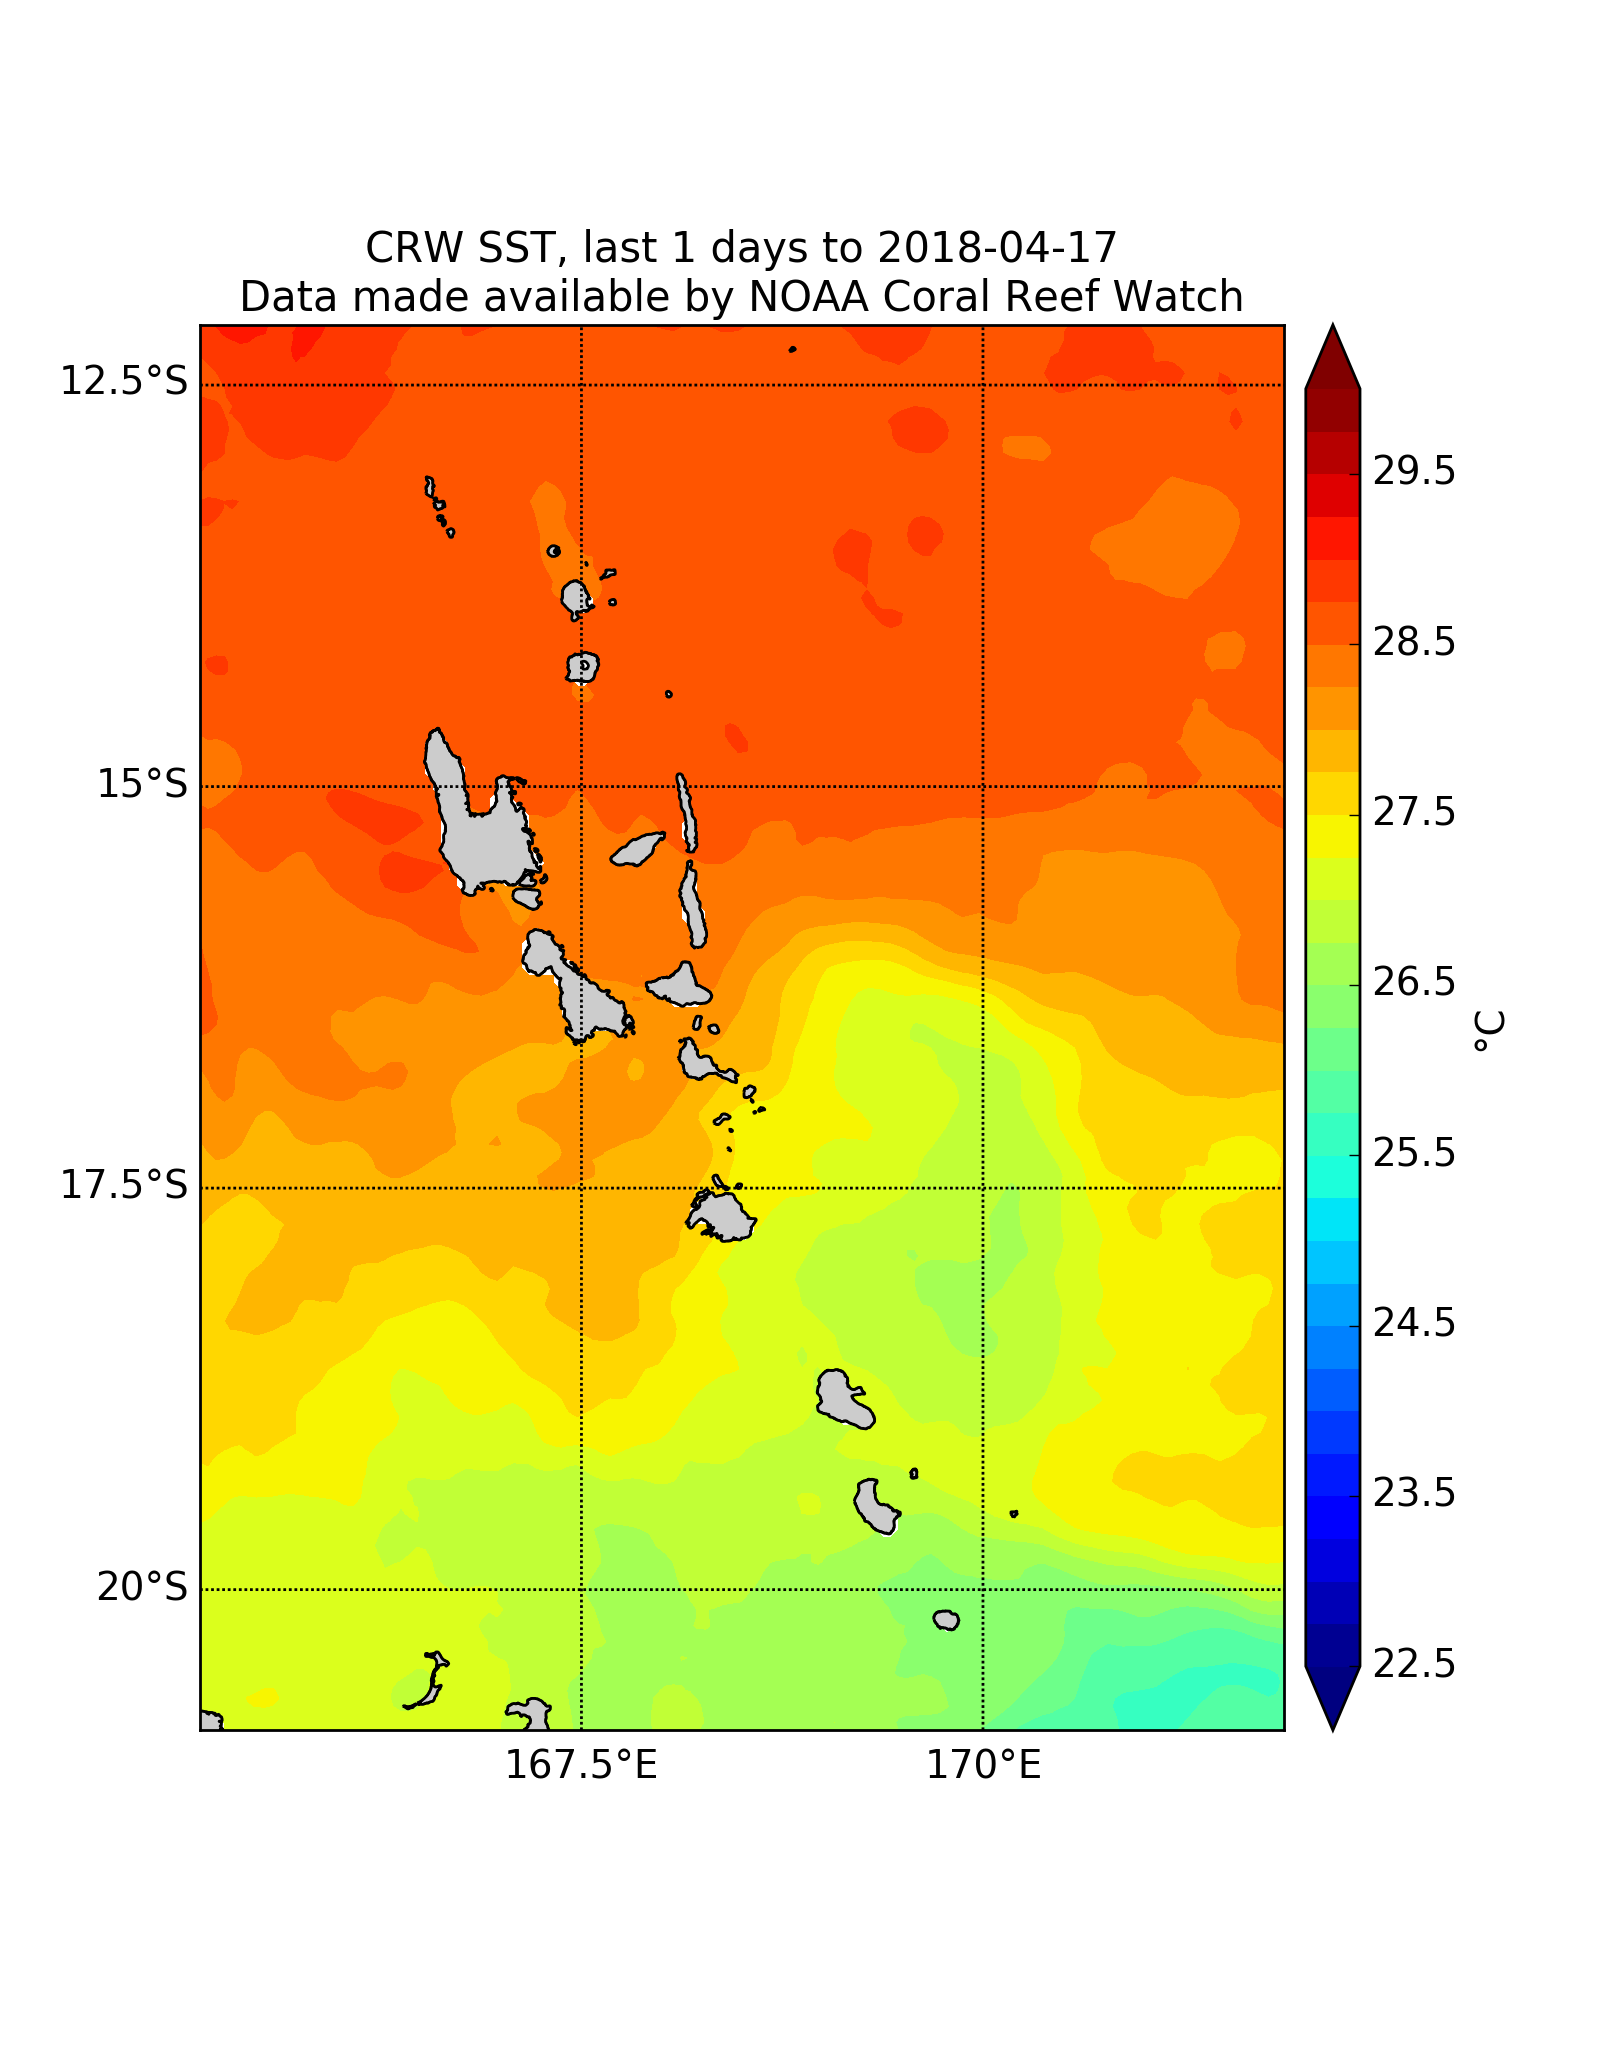 CRW SST, last 1 days to 2018-04-17
Data made available by NOAA Coral Reef Watch
12.5°S
15°S
17.5°S
20°S
167.5°E
170°E
29.5
28.5
27.5
26.5
25.5
24.5
23.5
22.5
°C